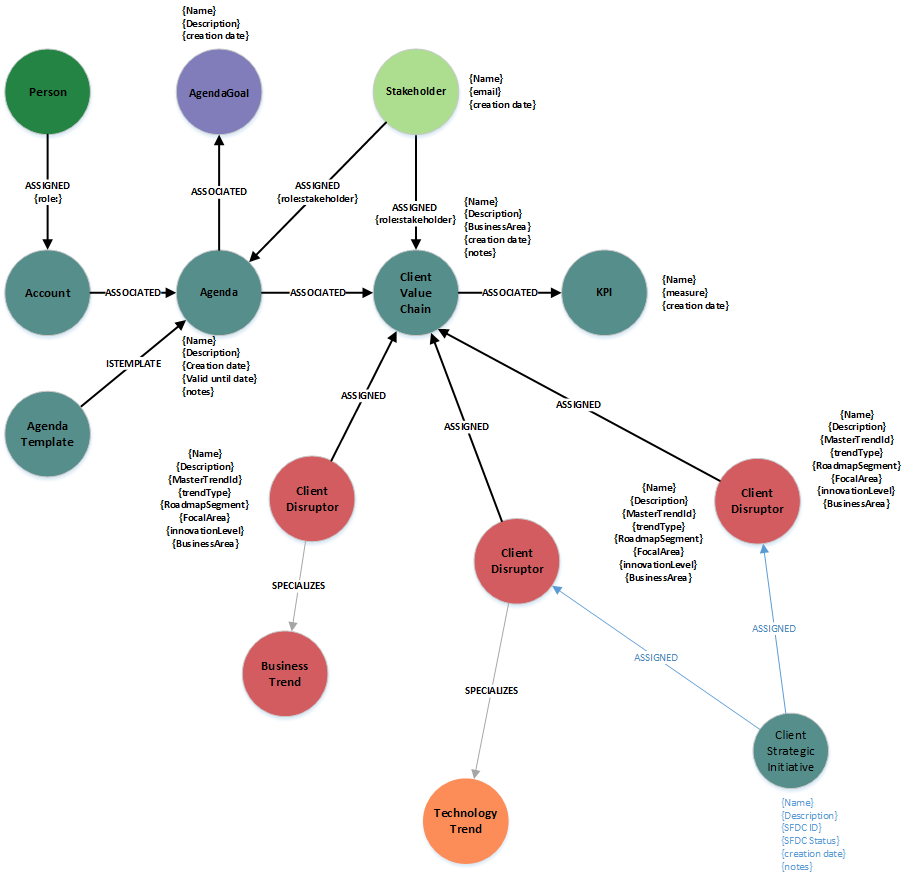 {Name}
{Description}
{creation date}
Person
AgendaGoal
Stakeholder
{Name}
{email}
{creation date}
ASSIGNED
{role:}
ASSOCIATED
ASSIGNED
{role:stakeholder}
ASSIGNED
{role:stakeholder}
{Name}
{Description}
{BusinessArea}
{creation date}
{notes}
Account
ASSOCIATED
Agenda
ASSOCIATED
Client
Value
Chain
ASSOCIATED
KPI
{Name}
{measure}
{creation date}
{Name}
{Description}
{Creation date}
{Valid until date}
{notes}
ISTEMPLATE
Agenda
Template
ASSIGNED
ASSIGNED
ASSIGNED
{Name}
{Description}
{MasterTrendId}
{trendType}
{RoadmapSegment}
{FocalArea}
{innovationLevel}
{BusinessArea}
{Name}
{Description}
{MasterTrendId}
{trendType}
{RoadmapSegment}
{FocalArea}
{innovationLevel}
{BusinessArea}
Client
Disruptor
Client
Disruptor
{Name}
{Description}
{MasterTrendId}
{trendType}
{RoadmapSegment}
{FocalArea}
{innovationLevel}
{BusinessArea}
Client
Disruptor
SPECIALIZES
ASSIGNED
ASSIGNED
Business
Trend
SPECIALIZES
Client
Strategic
Initiative
Technology
Trend
{Name}
{Description}
{SFDC ID}
{SFDC Status}
{creation date}
{notes}